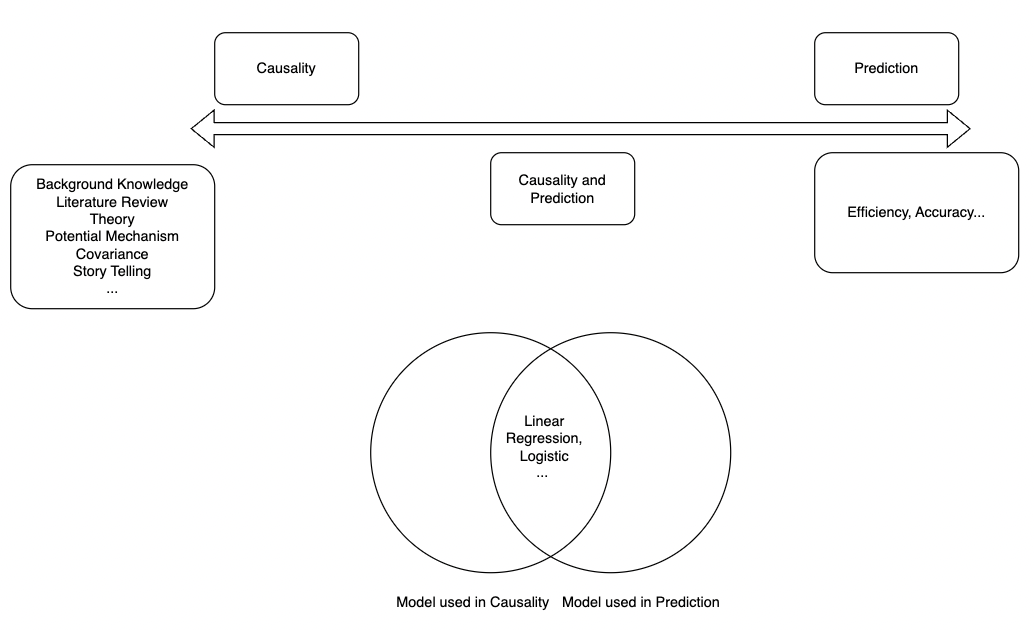 Causality
Prediction
Background Knowledge
Literature Review
Theory
Potential Mechanism
Covariance
Story Telling
...
Causality and
Prediction
Efficiency, Accuracy...
Linear
Regression,
Logistic
...
Model used in Causality
Model used in Prediction